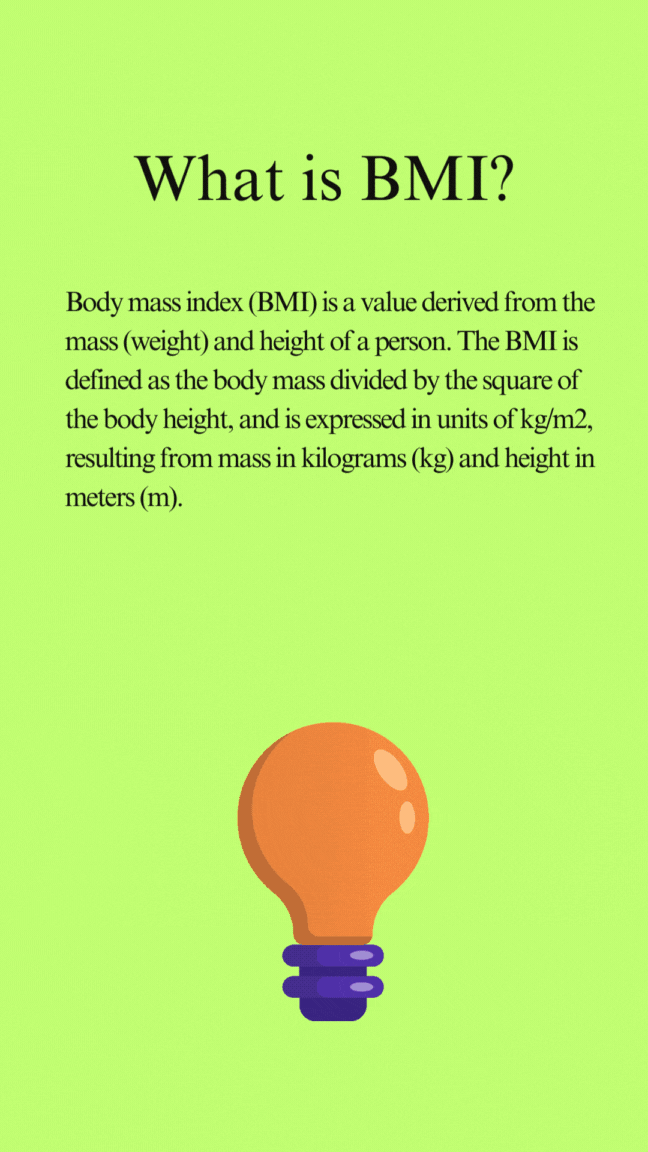 What is BMI?
Body mass index (BMI) is a value derived from the
mass (weight) and height of a person. The BMI is
defined as the body mass divided by the square of
the body height, and is expressed in units of kg/m2,
resulting from mass in kilograms (kg) and height in
meters (m).